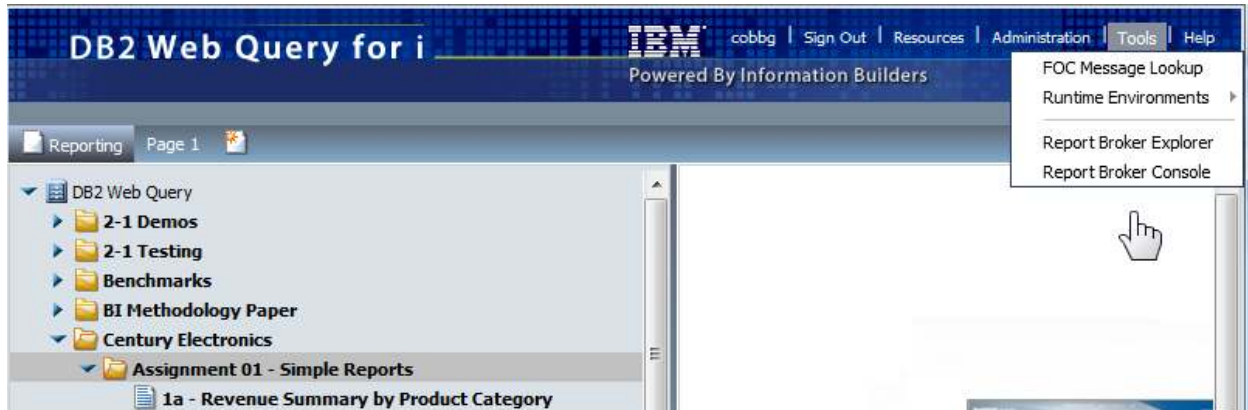 DB2 Web Query for i
IBM
cobbg | Sign Out | Resources | Administration | Tools | Help
Powered By Information Builders
FOC Message Lookup
Runtime Environments
Report Broker Explorer
Report Broker Console
Reporting Page 1
DB2 Web Query
2-1 Demos
2-1 Testing
Benchmarks
BI Methodology Paper
Century Electronics
Assignment 01 - Simple Reports
1a - Revenue Summary by Product Category